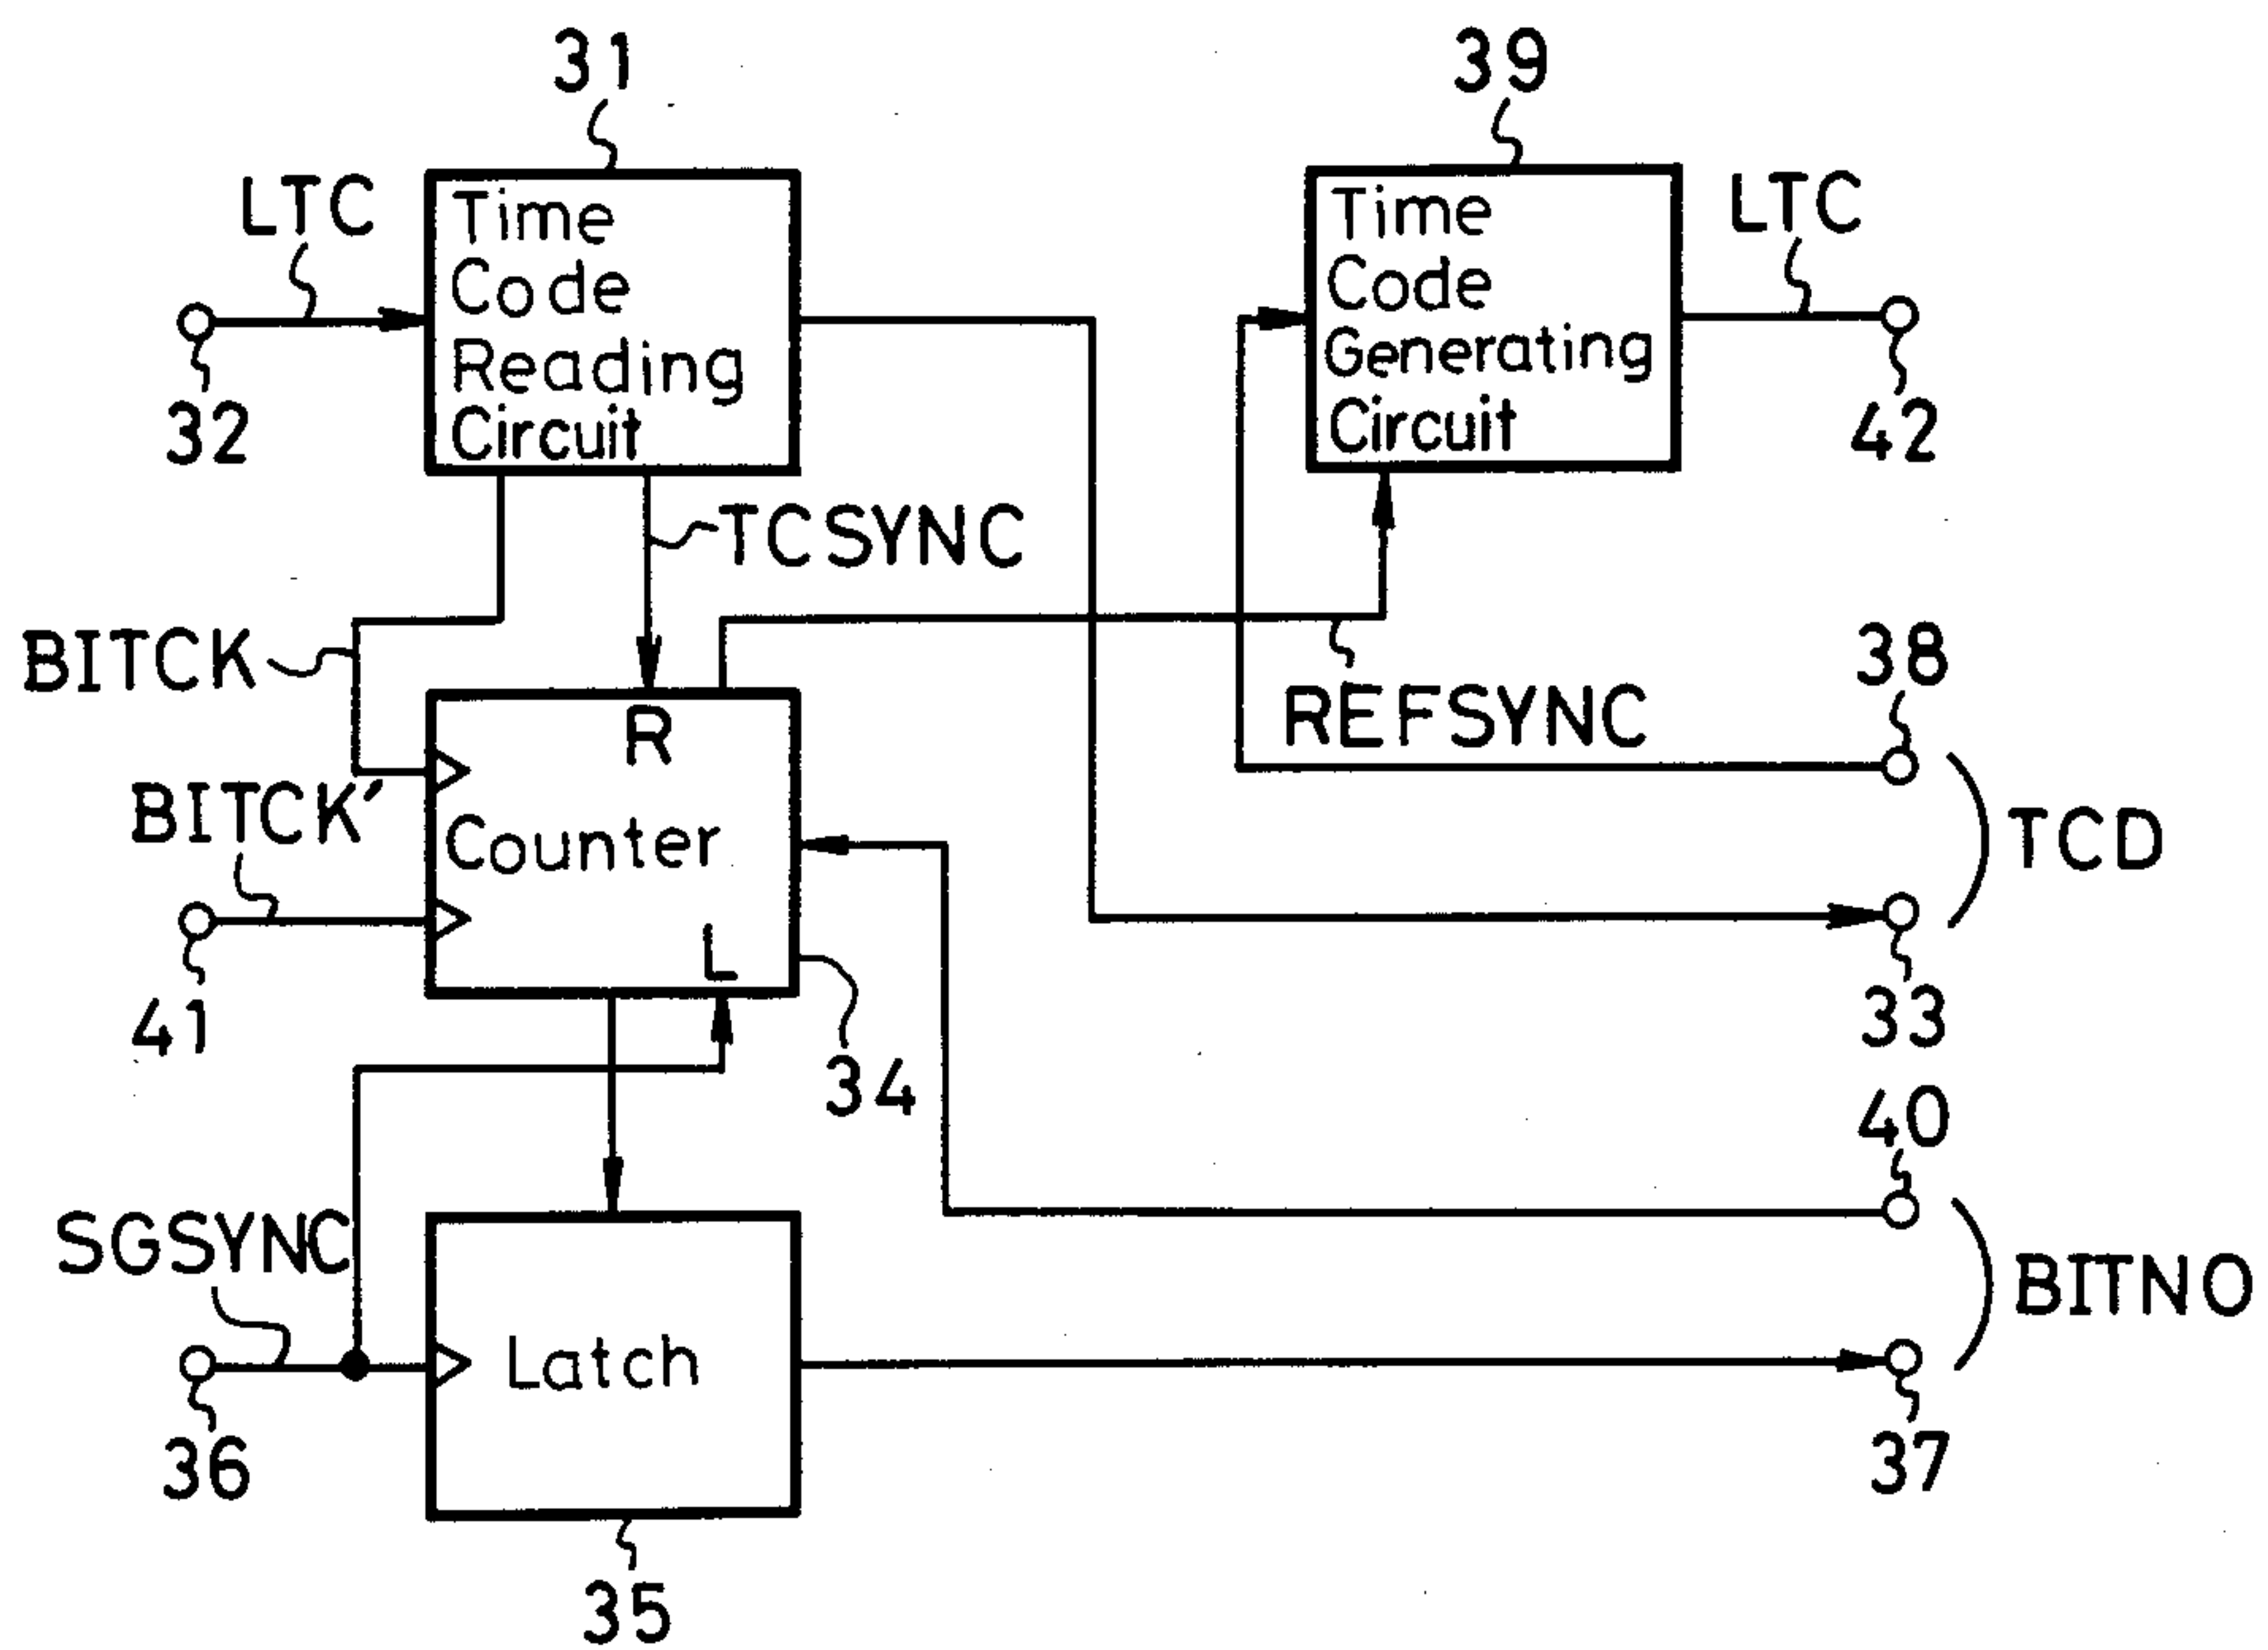 31
39
LTC
Time
Code
Reading
Circuit
Time
Code
Generating
Circuit
LTC
32
42
TCSYNC
BITCK
REFSYNC
38
R
BITCK'
Counter
TCD
L
41
33
34
40
SGSYNC
BITNO
Latch
36
37
35